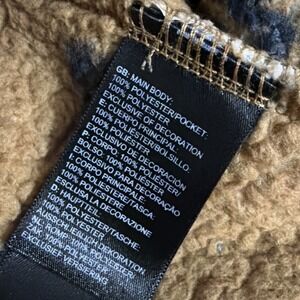 GB: MAIN BODY:
100% POLYESTER/POCKET:
100% POLYESTER
EXCLUSIVE OF DECORATION
E: CUERPO PRINCIPAL:
100% POLIÉSTER/BOLSILLO:
100% POLIÉSTER
EXCLUSIVO DE DECORACIÓN
P: CORPO 100% POLIÉSTER/
BOLSO 100% POLIÉSTER
EXCLUSIVO PARA DECORAÇÃO
I: CORPO PRINCIPALE:
100% POLIESTERE/TASCA:
100% POLIESTERE
ESCLUSA LA DECORAZIONE
D: HAUPTTEIL:
100% POLYESTER/TASCHE:
100% POLYESTER
AUSSCHLIEẞLICH DEKORATION
100% POLYESTER
EXCLUSIEF VERSIERING